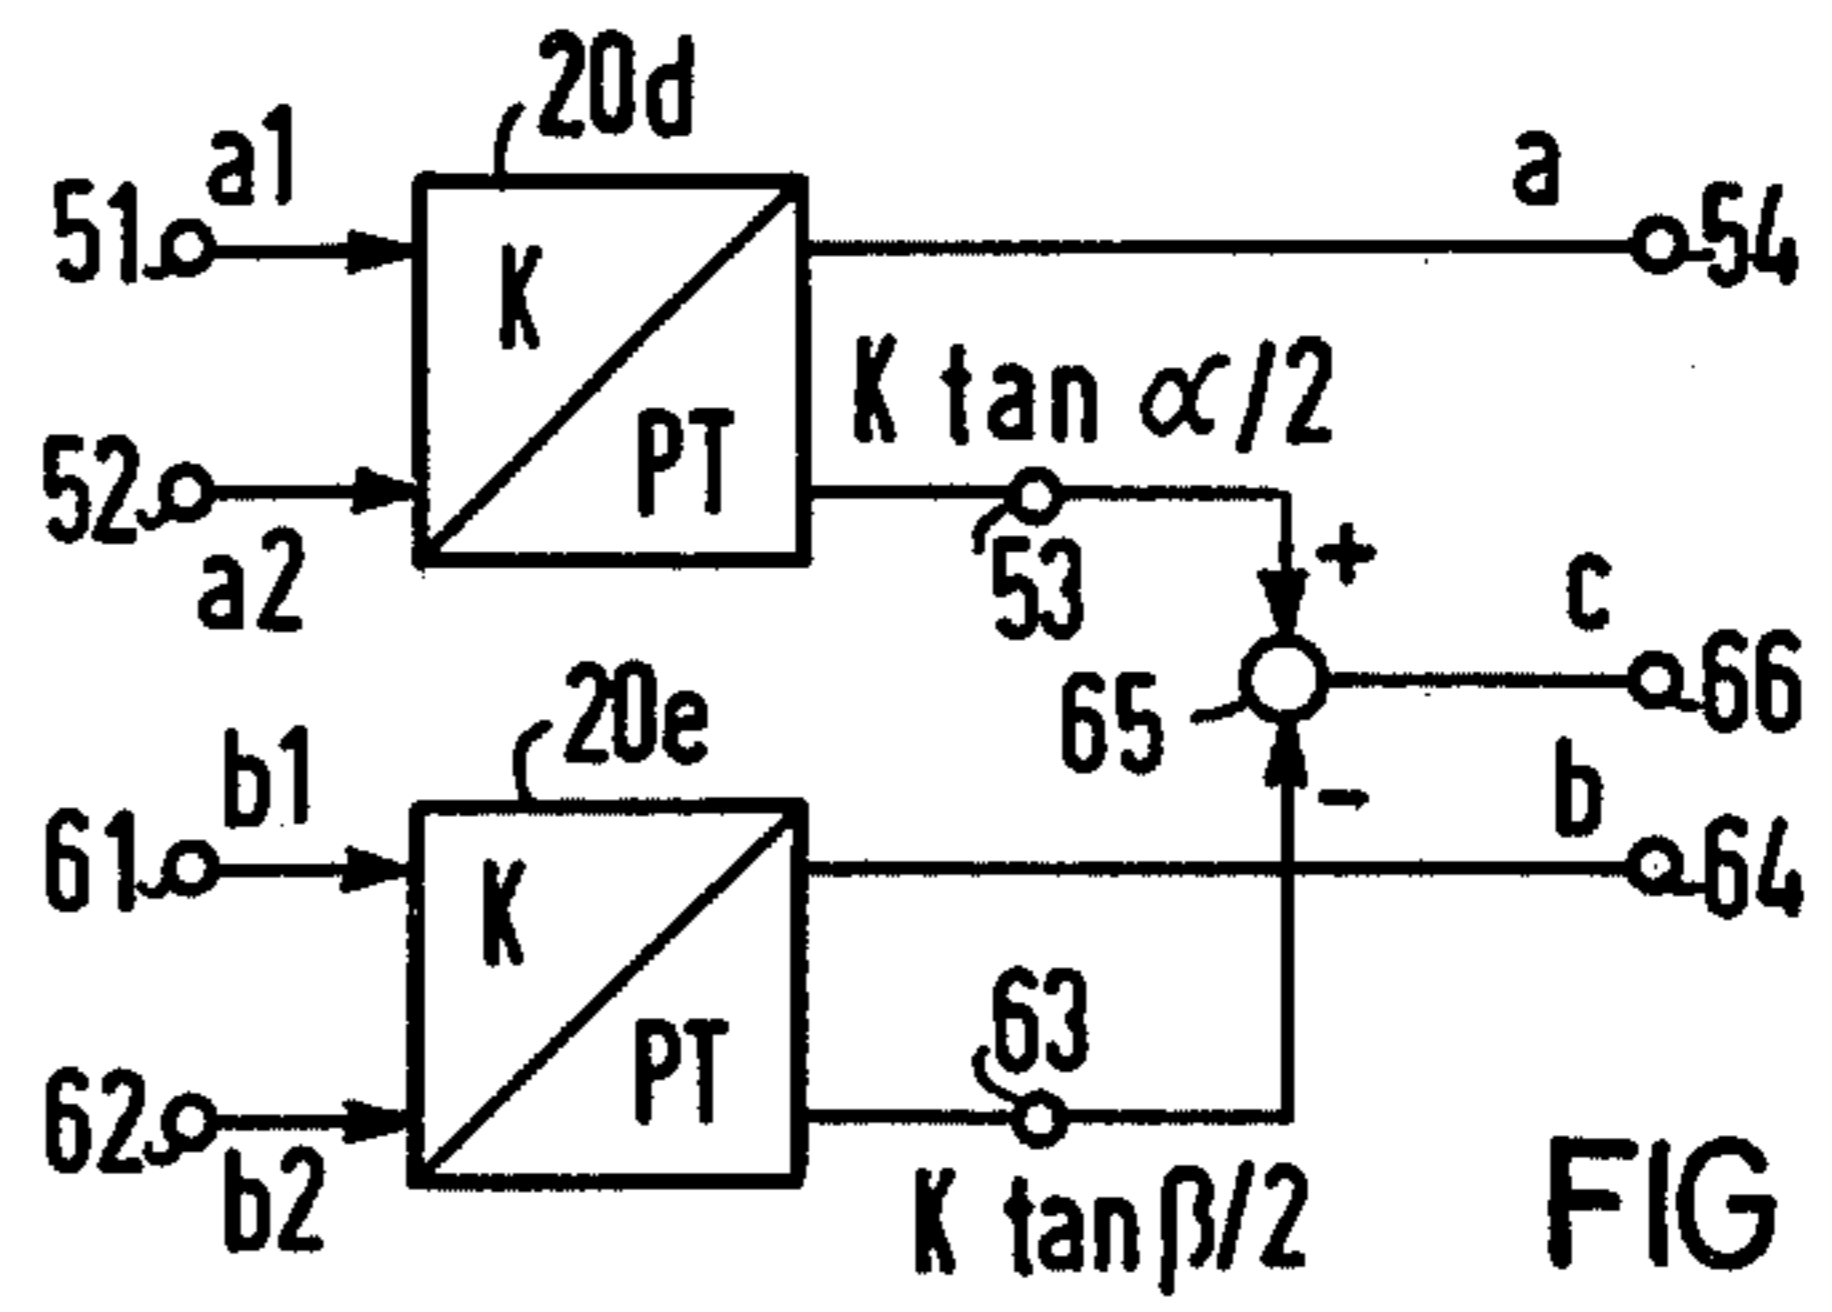 20d
a1
a
51
54
K
K tan α/2
PT
52
a2
53
+
c
65
66
20e
b1
-
b
61
64
K
63
PT
62
b2
K tan β/2
FIG